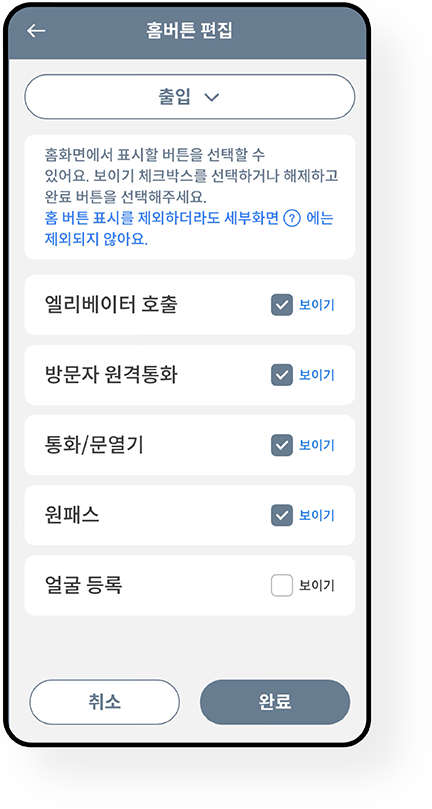 홈버튼 편집
출입
홈화면에서 표시할 버튼을 선택할 수
있어요. 보이기 체크박스를 선택하거나 해제하고
완료 버튼을 선택해주세요.
홈 버튼 표시를 제외하더라도 세부화면 ? 에는
제외되지 않아요.
엘리베이터 호출 보이기
방문자 원격통화 보이기
통화/문열기 보이기
원패스 보이기
얼굴 등록 보이기
취소 완료